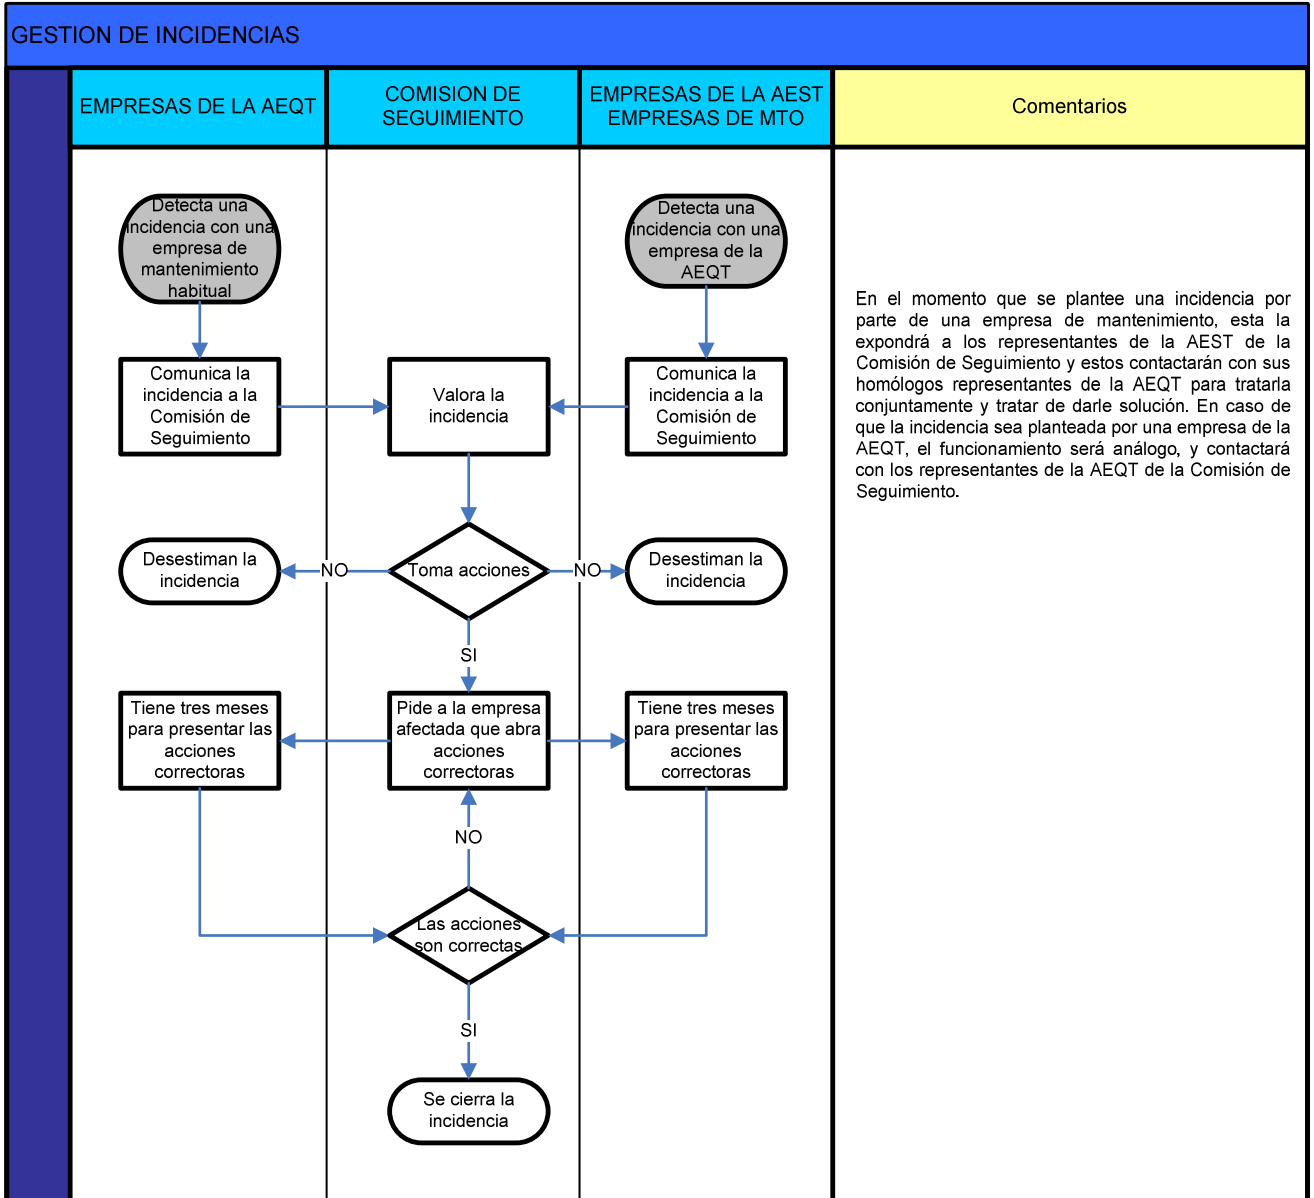 GESTION DE INCIDENCIAS
EMPRESAS DE LA AEQT
COMISION DE
SEGUIMIENTO
EMPRESAS DE LA AEST
EMPRESAS DE MTO
Comentarios
Detecta una
incidencia con una
empresa de
mantenimiento
habitual
Detecta una
incidencia con una
empresa de la
AEQT
Comunica la
incidencia a la
Comisión de
Seguimiento
Valora la
incidencia
Comunica la
incidencia a la
Comisión de
Seguimiento
En el momento que se plantee una incidencia por
parte de una empresa de mantenimiento, esta la
expondrá a los representantes de la AEST de la
Comisión de Seguimiento y estos contactarán con sus
homólogos representantes de la AEQT para tratarla
conjuntamente y tratar de darle solución. En caso de
que la incidencia sea planteada por una empresa de la
AEQT, el funcionamiento será análogo, y contactará
con los representantes de la AEQT de la Comisión de
Seguimiento.
Desestiman la
incidencia
NO
Toma acciones
NO
Desestiman la
incidencia
SI
Tiene tres meses
para presentar las
acciones
correctoras
Pide a la empresa
afectada que abra
acciones
correctoras
Tiene tres meses
para presentar las
acciones
correctoras
NO
Las acciones
son correctas
SI
Se cierra la
incidencia